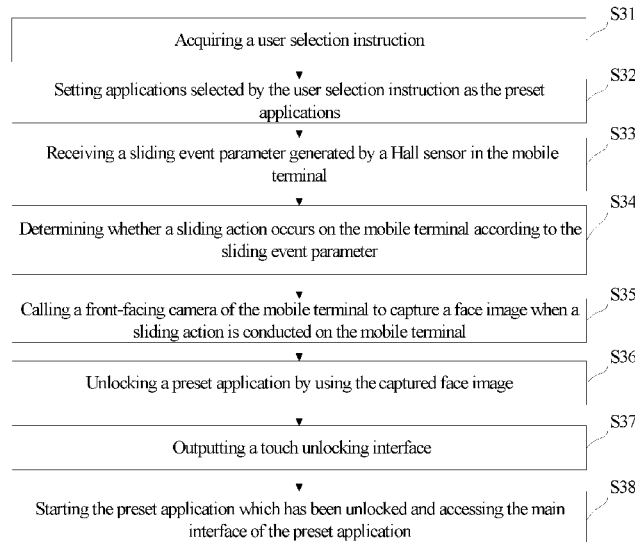 S31
Acquiring a user selection instruction
S32
Setting applications selected by the user selection instruction as the preset
applications
S33
Receiving a sliding event parameter generated by a Hall sensor in the mobile
terminal
S34
Determining whether a sliding action occurs on the mobile terminal according to the
sliding event parameter
S35
Calling a front-facing camera of the mobile terminal to capture a face image when a
sliding action is conducted on the mobile terminal
S36
Unlocking a preset application by using the captured face image
S37
Outputting a touch unlocking interface
S38
Starting the preset application which has been unlocked and accessing the main
interface of the preset application